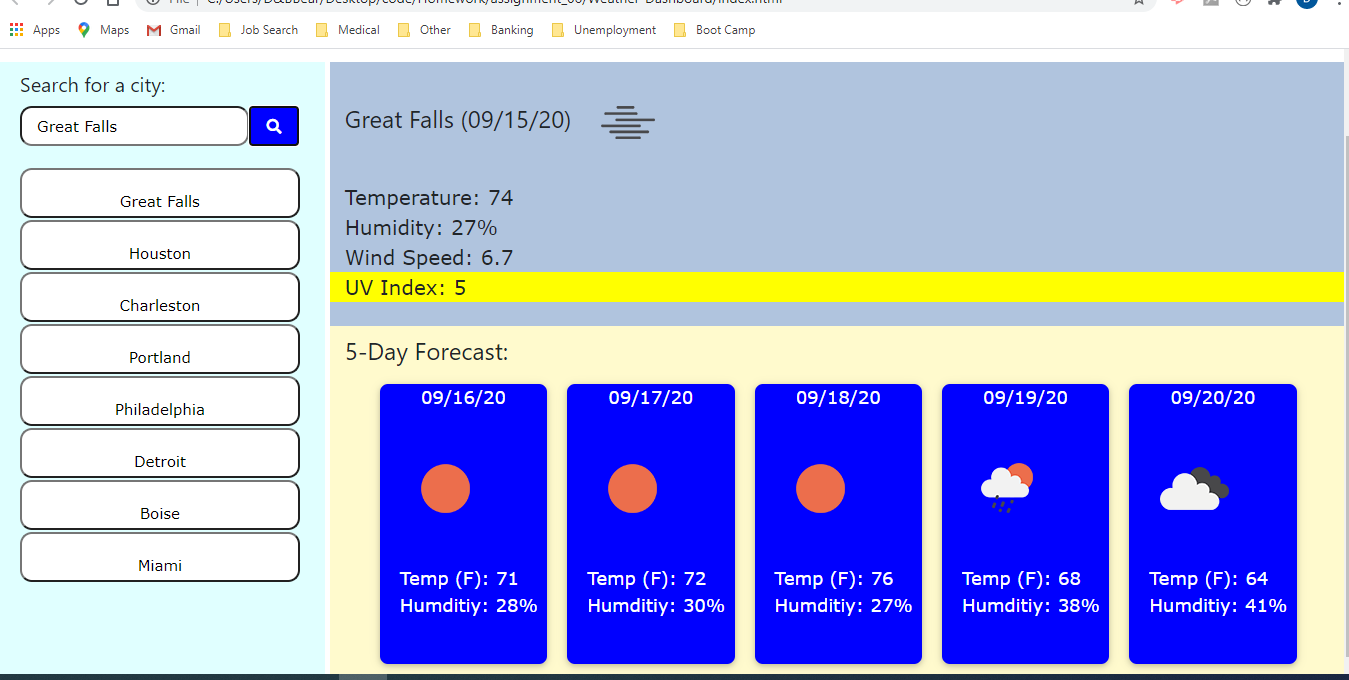 File | C:/Users/D&BBear/Desktop/code/Homework/assignment_06/Weather-Dashboard/index.html
Apps Maps Gmail Job Search Medical Other Banking Unemployment Boot Camp
Search for a city:
Great Falls
Great Falls
Houston
Charleston
Portland
Philadelphia
Detroit
Boise
Miami
Great Falls (09/15/20)
Temperature: 74
Humidity: 27%
Wind Speed: 6.7
UV Index: 5
5-Day Forecast:
09/16/20
Temp (F): 71
Humditiy: 28%
09/17/20
Temp (F): 72
Humditiy: 30%
09/18/20
Temp (F): 76
Humditiy: 27%
09/19/20
Temp (F): 68
Humditiy: 38%
09/20/20
Temp (F): 64
Humditiy: 41%